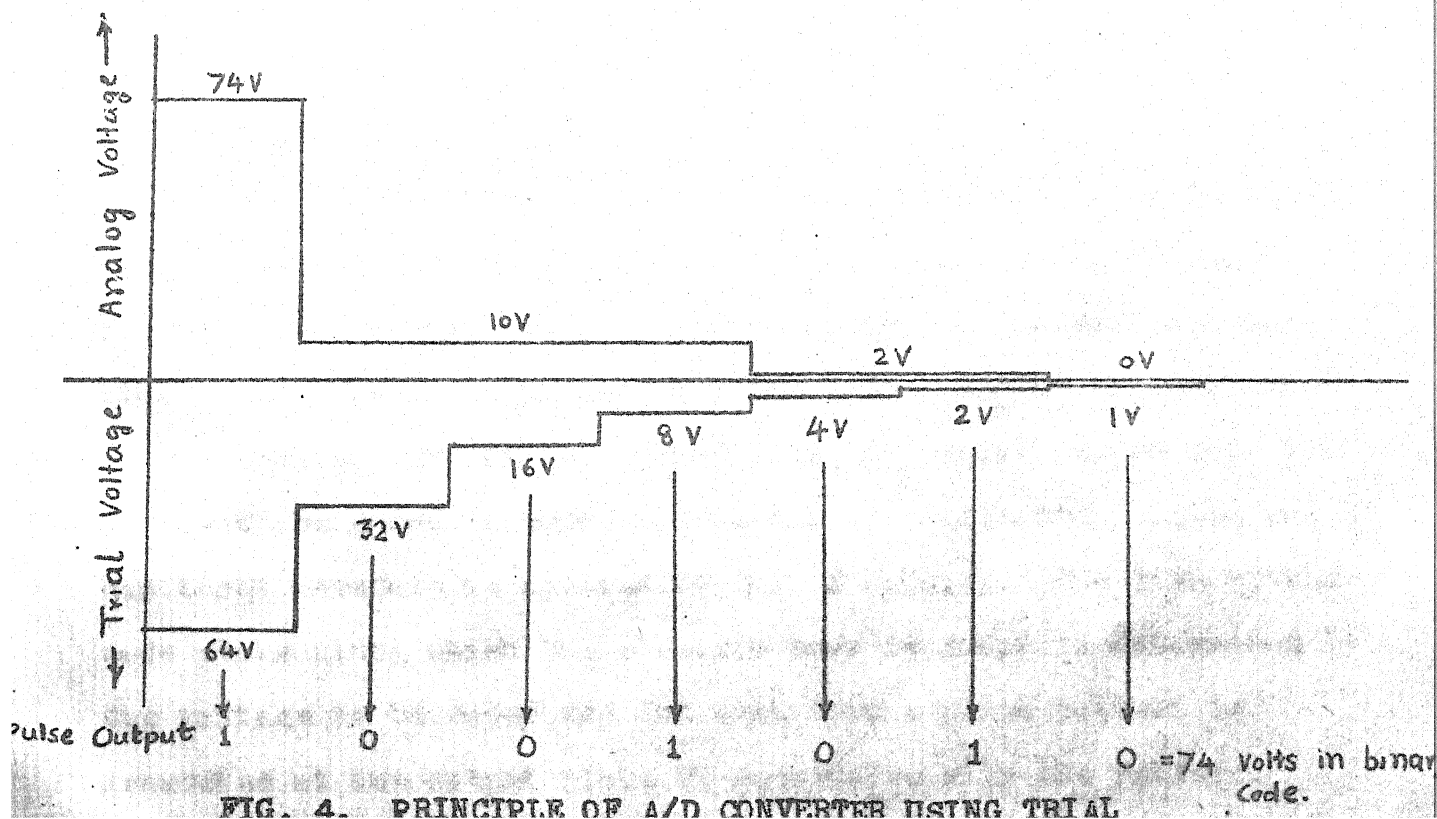 Analog Voltage →
74V
10V
2V
0V
← Trial Voltage
64V
32V
16V
8V
4V
2V
1V
Pulse Output 1 0 0 1 0 1 0 =74 volts in binar
Code.
FIG. 4. PRINCIPLE OF A/D CONVERTER USING TRIAL